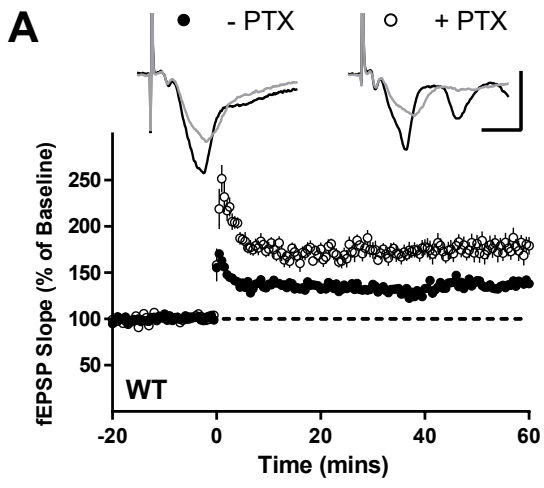 A
- PTX
+ PTX
250
200
150
100
50
fEPSP Slope (% of Baseline)
WT
-20
0
20
40
60
Time (mins)